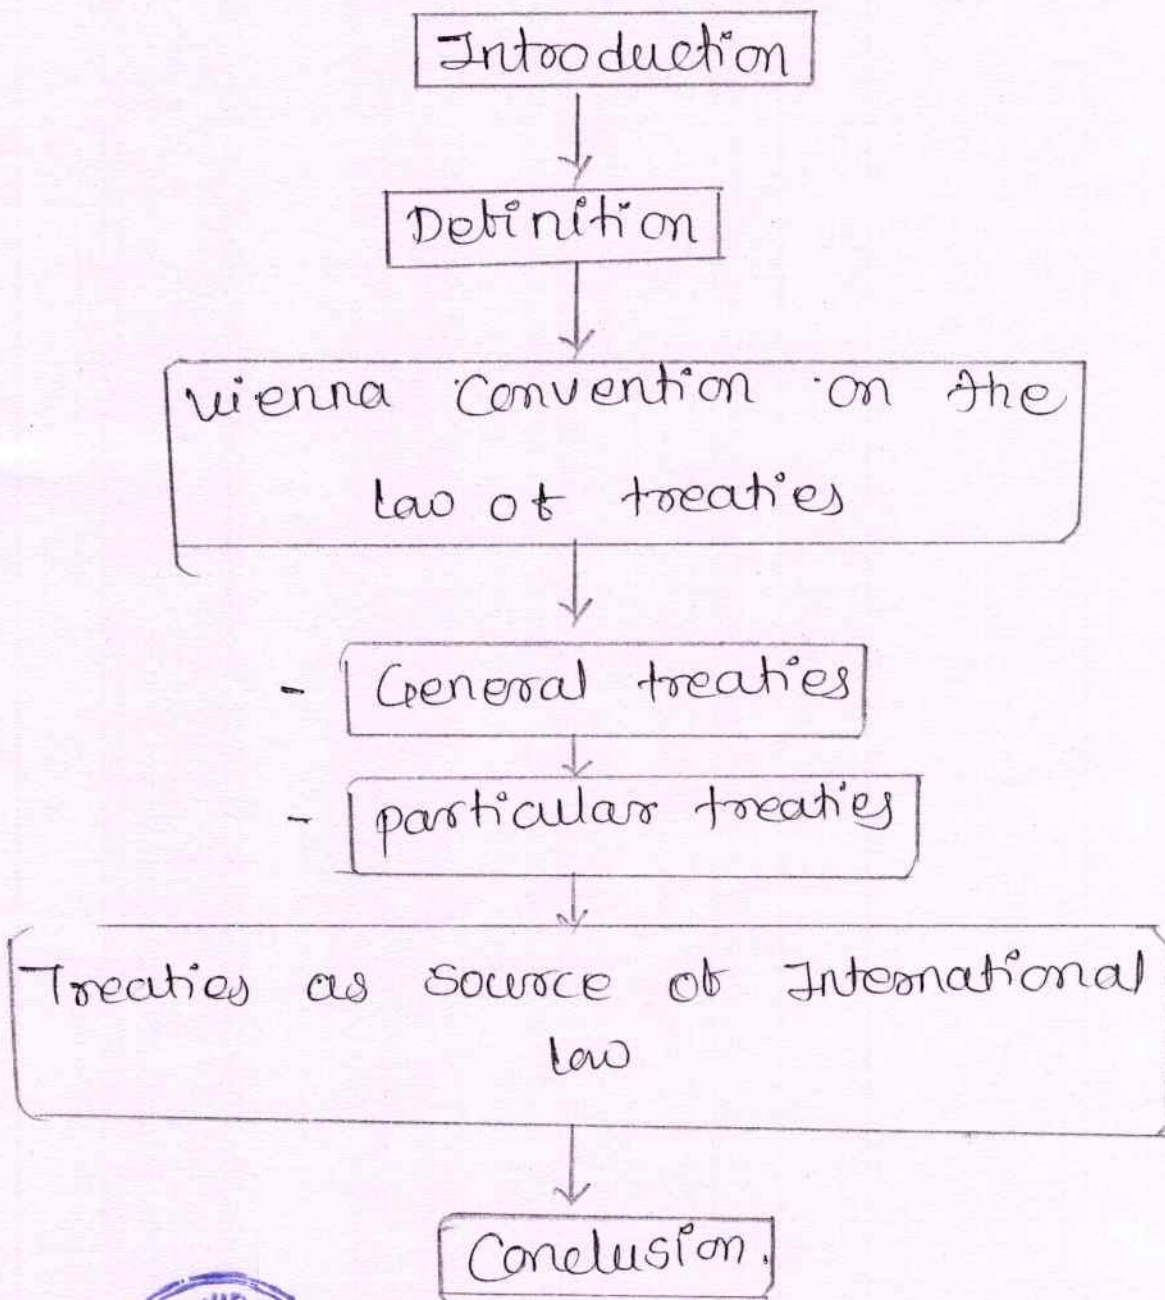 Introduction
Definition
Vienna Convention on the
law of treaties
- General treaties
- particular treaties
Treaties as source of International
law
Conclusion.